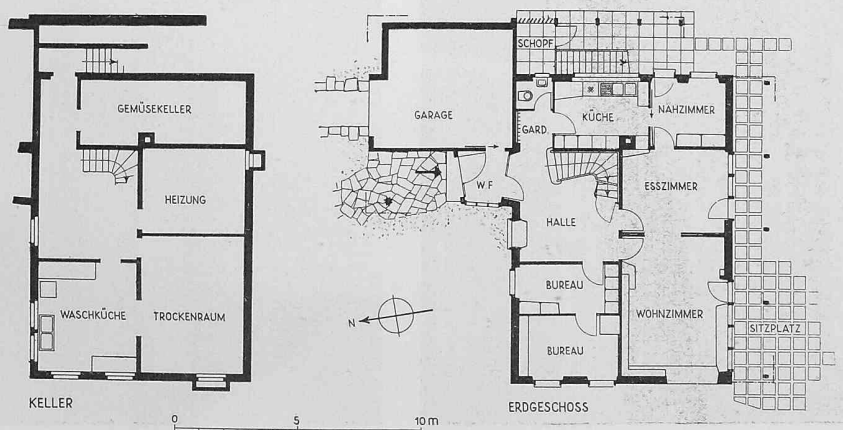 GEMÜSEKELLER
HEIZUNG
WASCHKÜCHE
TROCKENRAUM
KELLER
SCHOPF
GARAGE
GARD.
KÜCHE
NÄHZIMMER
W.F
ESSZIMMER
HALLE
BUREAU
WOHNZIMMER
SITZPLATZ
BUREAU
ERDGESCHOSS
N
0 5 10 m